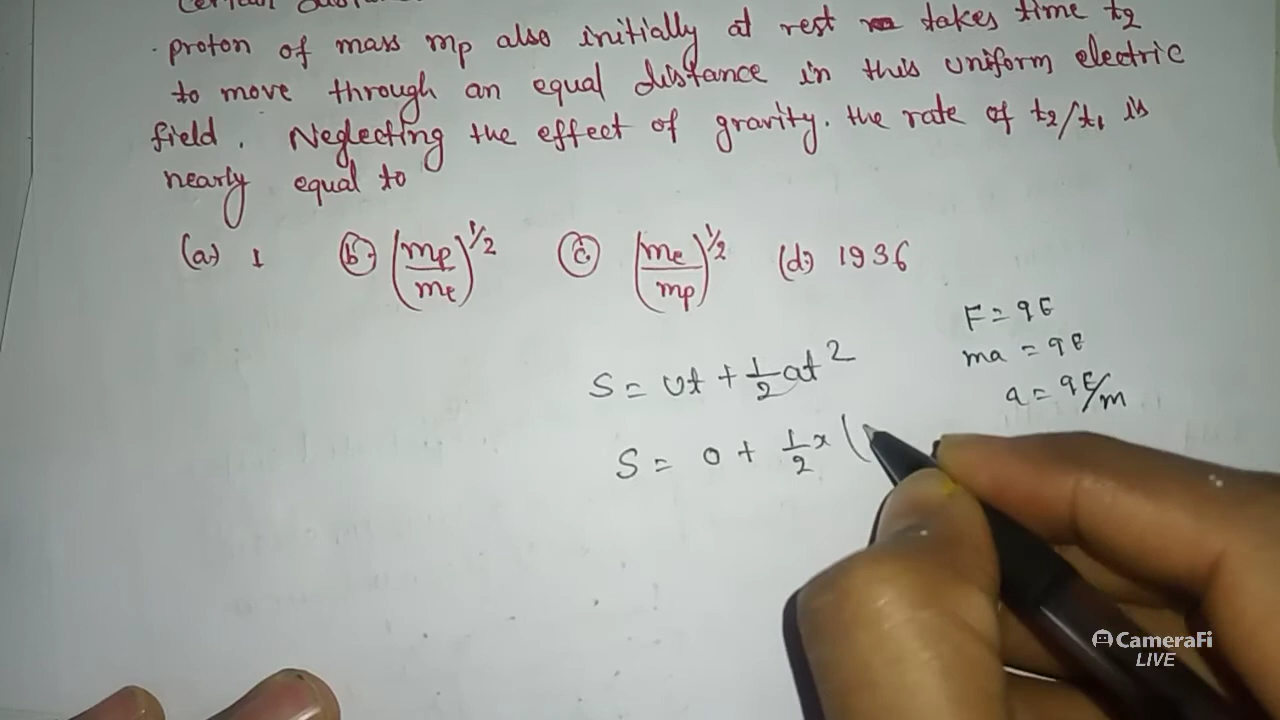 certain dista
proton of mass mp also initially at rest takes time t2
to move through an equal distance in this uniform electric
field. Neglecting the effect of gravity. the rate of t2/t1 is
nearly equal to
(a) 1 (b) (mp/me)^1/2 (c) (me/mp)^1/2 (d) 1936
F = qE
ma = qE
a = qE/m
S = ut + 1/2 at^2
S = 0 + 1/2 x (
CameraFi
LIVE